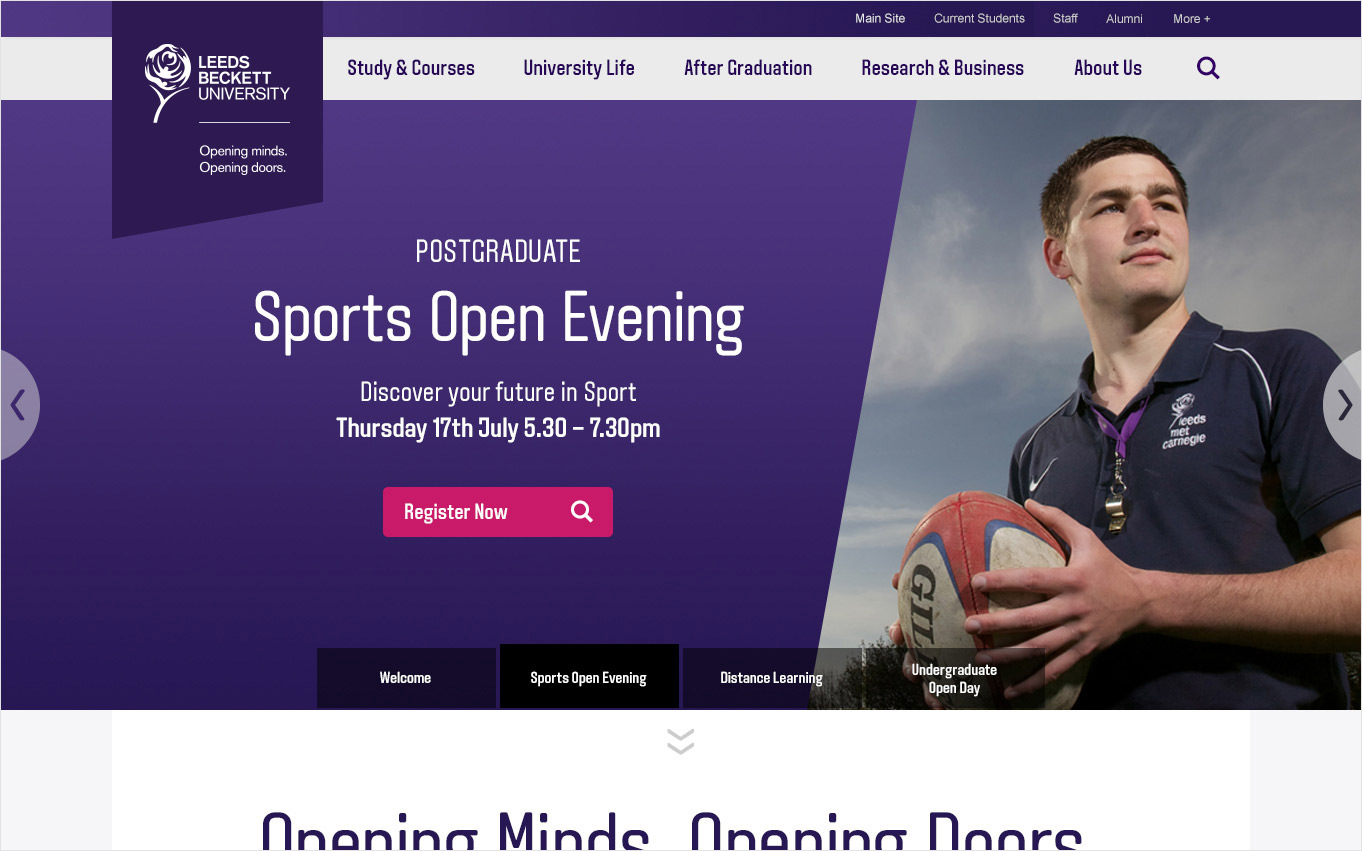 Main Site Current Students Staff Alumni More +
LEEDS
BECKETT
UNIVERSITY
Opening minds.
Opening doors.
Study & Courses University Life After Graduation Research & Business About Us
POSTGRADUATE
Sports Open Evening
Discover your future in Sport
Thursday 17th July 5.30 – 7.30pm
Register Now
leeds
met
carnegie
GIL
Welcome Sports Open Evening Distance Learning Undergraduate
Open Day
Opening Minds, Opening Doors